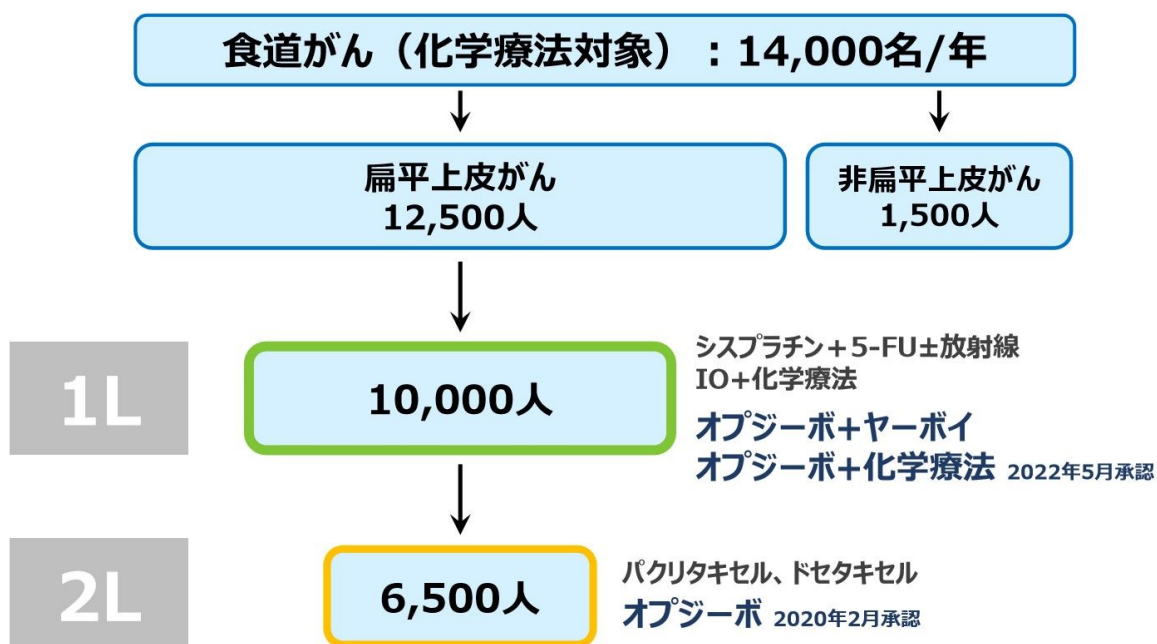 食道がん（化学療法対象）：14,000名/年
扁平上皮がん
12,500人
非扁平上皮がん
1,500人
1L
10,000人
シスプラチン＋5-FU±放射線
IO＋化学療法
オプジーボ＋ヤーボイ
オプジーボ＋化学療法 2022年5月承認
2L
6,500人
パクリタキセル、ドセタキセル
オプジーボ 2020年2月承認